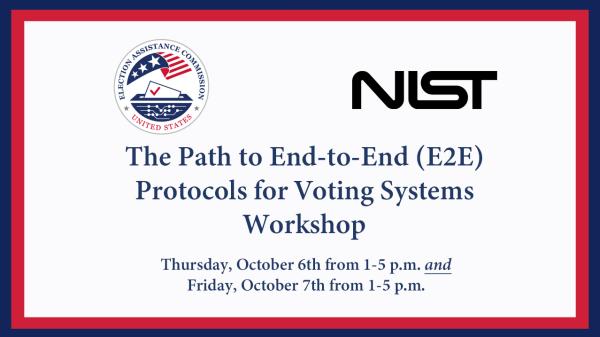 ELECTION ASSISTANCE COMMISSION
UNITED STATES
NIST
The Path to End-to-End (E2E)
Protocols for Voting Systems
Workshop
Thursday, October 6th from 1-5 p.m. and
Friday, October 7th from 1-5 p.m.